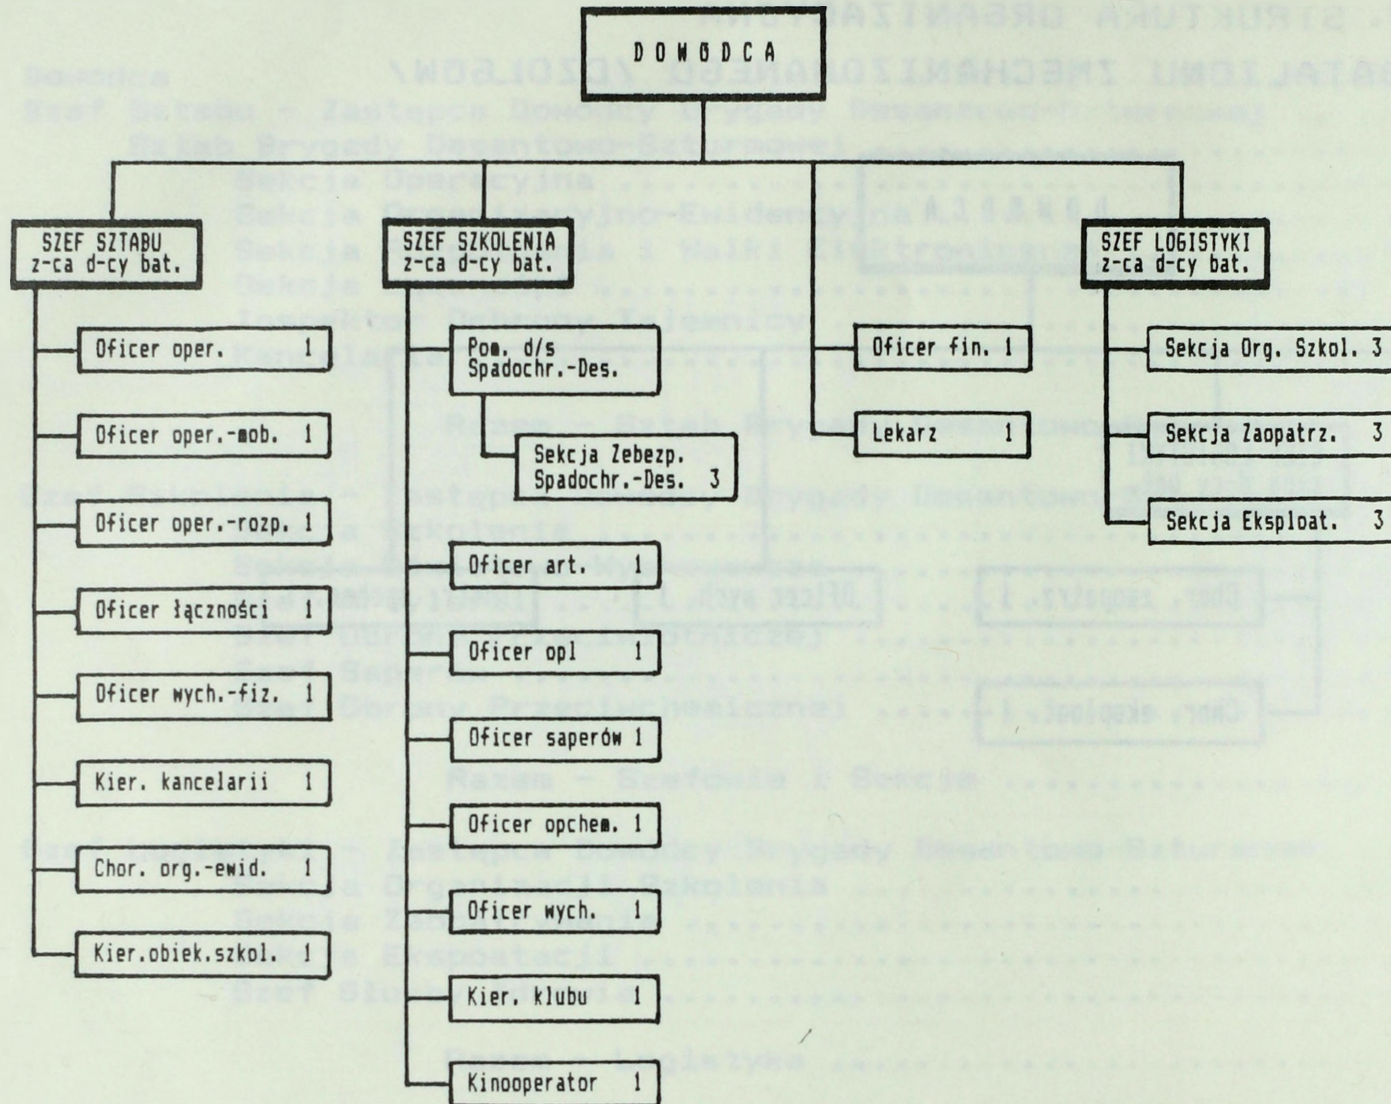 DOWÓDCA
SZEF SZTABU
z-ca d-cy bat.
SZEF SZKOLENIA
z-ca d-cy bat.
SZEF LOGISTYKI
z-ca d-cy bat.
Oficer oper. 1
Oficer oper.-mob. 1
Oficer oper.-rozp. 1
Oficer łączności 1
Oficer wych.-fiz. 1
Kier. kancelarii 1
Chor. org.-ewid. 1
Kier.obiek.szkol. 1
Pom. d/s
Spadochr.-Des.
Sekcja Zebezp.
Spadochr.-Des. 3
Oficer art. 1
Oficer opl 1
Oficer saperów 1
Oficer opchem. 1
Oficer wych. 1
Kier. klubu 1
Kinooperator 1
Oficer fin. 1
Lekarz 1
Sekcja Org. Szkol. 3
Sekcja Zaopatrz. 3
Sekcja Eksploat. 3